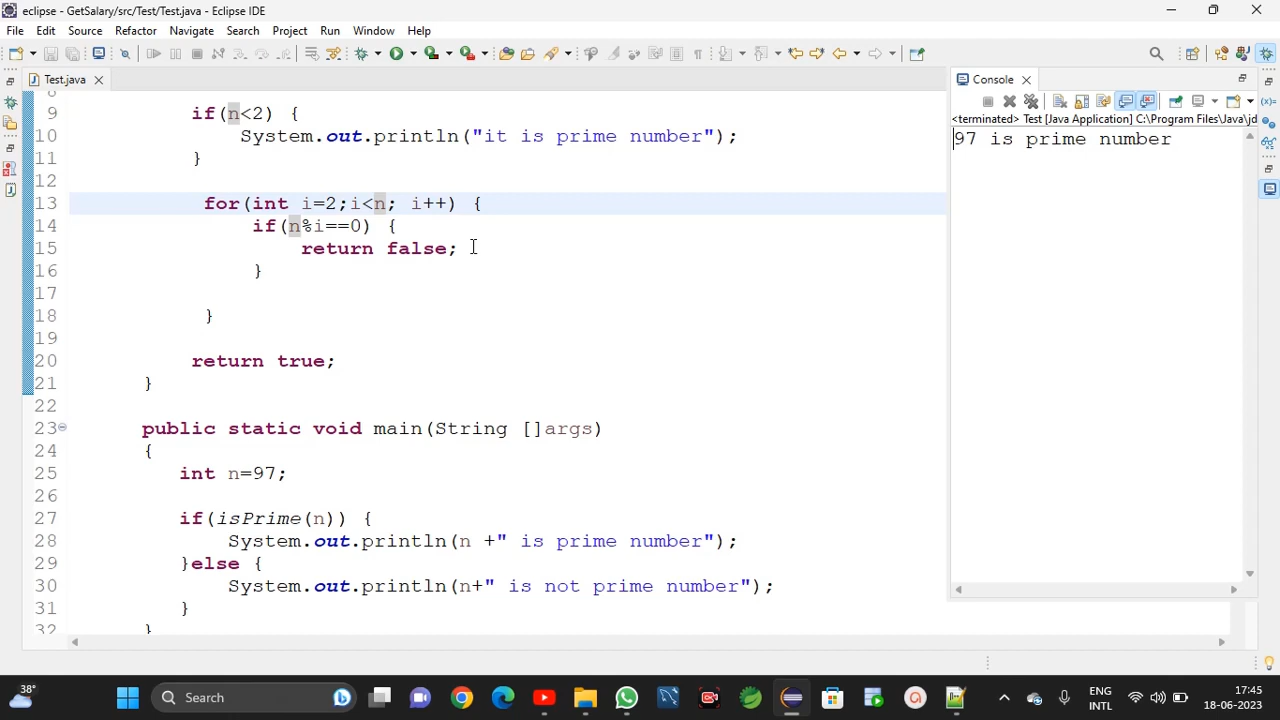 eclipse - GetSalary/src/Test/Test.java - Eclipse IDE
File Edit Source Refactor Navigate Search Project Run Window Help
Test.java
Console
<terminated> Test [Java Application] C:\Program Files\Java\jd
97 is prime number
8
9 if(n<2) {
10 System.out.println("it is prime number");
11 }
12
13 for(int i=2;i<n; i++) {
14 if(n%i==0) {
15 return false;
16 }
17
18 }
19
20 return true;
21 }
22
23 public static void main(String []args)
24 {
25 int n=97;
26
27 if(isPrime(n)) {
28 System.out.println(n +" is prime number");
29 }else {
30 System.out.println(n+" is not prime number");
31 }
32 }
38°
Search
ENG
INTL
17:45
18-06-2023